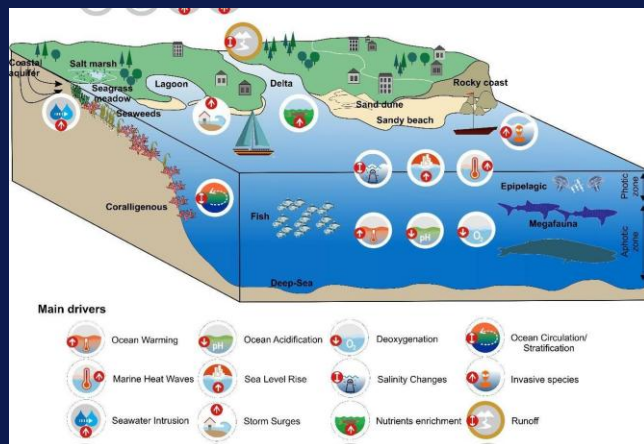 Coastal
aquifer
Salt marsh
Seagrass
meadow
Seaweeds
Lagoon
Delta
Rocky coast
Sand dune
Sandy beach
Coralligenous
Fish
pH
O₂
Epipelagic
Megafauna
Deep-Sea
Photic
zone
Aphotic
zone
Main drivers
Ocean Warming
pH
Ocean Acidification
O₂
Deoxygenation
Ocean Circulation/
Stratification
Marine Heat Waves
Sea Level Rise
Salinity Changes
Invasive species
Seawater Intrusion
Storm Surges
Nutrients enrichment
Runoff